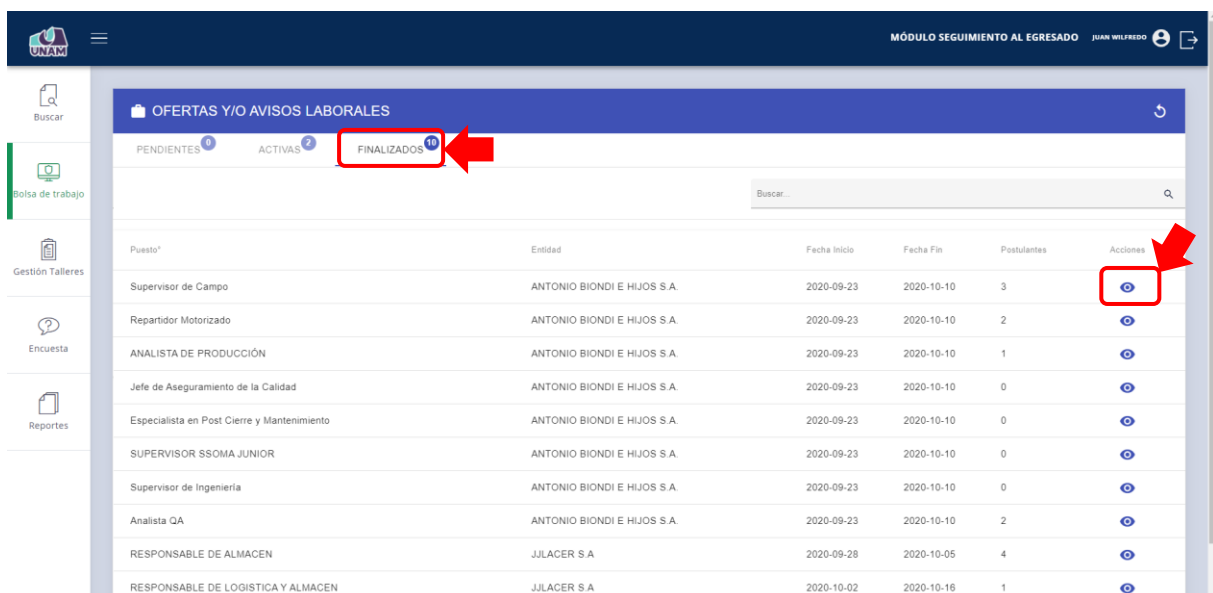 UNAM
MÓDULO SEGUIMIENTO AL EGRESADO JUAN WILFREDO
Buscar
Bolsa de trabajo
Gestión Talleres
Encuesta
Reportes
OFERTAS Y/O AVISOS LABORALES
PENDIENTES 0 ACTIVAS 2 FINALIZADOS 10
Buscar...
Puesto* Entidad Fecha Inicio Fecha Fin Postulantes Acciones
Supervisor de Campo ANTONIO BIONDI E HIJOS S.A. 2020-09-23 2020-10-10 3
Repartidor Motorizado ANTONIO BIONDI E HIJOS S.A. 2020-09-23 2020-10-10 2
ANALISTA DE PRODUCCIÓN ANTONIO BIONDI E HIJOS S.A. 2020-09-23 2020-10-10 1
Jefe de Aseguramiento de la Calidad ANTONIO BIONDI E HIJOS S.A. 2020-09-23 2020-10-10 0
Especialista en Post Cierre y Mantenimiento ANTONIO BIONDI E HIJOS S.A. 2020-09-23 2020-10-10 0
SUPERVISOR SSOMA JUNIOR ANTONIO BIONDI E HIJOS S.A. 2020-09-23 2020-10-10 0
Supervisor de Ingeniería ANTONIO BIONDI E HIJOS S.A. 2020-09-23 2020-10-10 0
Analista QA ANTONIO BIONDI E HIJOS S.A. 2020-09-23 2020-10-10 2
RESPONSABLE DE ALMACEN JJLACER S.A 2020-09-28 2020-10-05 4
RESPONSABLE DE LOGISTICA Y ALMACEN JJLACER S.A 2020-10-02 2020-10-16 1